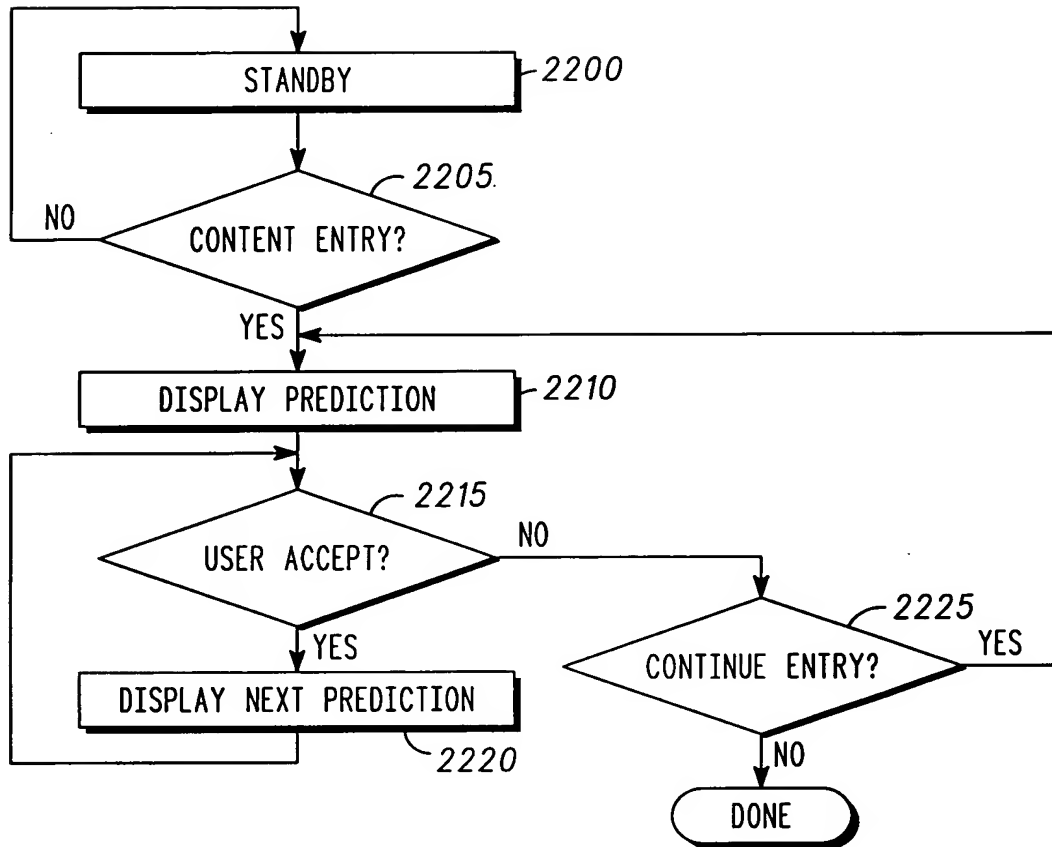 STANDBY
2200
2205.
CONTENT ENTRY?
NO
YES
DISPLAY PREDICTION
2210
2215
USER ACCEPT?
NO
YES
2225
CONTINUE ENTRY?
YES
DISPLAY NEXT PREDICTION
2220
NO
DONE